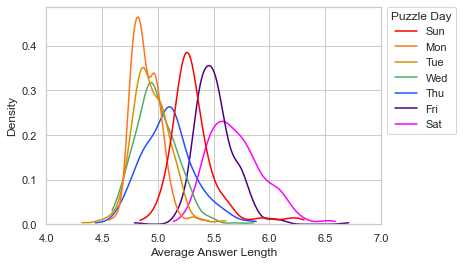 Puzzle Day
Sun
Mon
Tue
Wed
Thu
Fri
Sat
Density
0.4
0.3
0.2
0.1
0.0
4.0 4.5 5.0 5.5 6.0 6.5 7.0
Average Answer Length